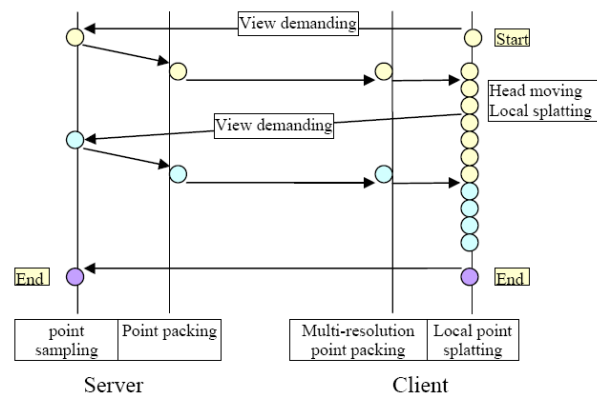 View demanding
Start
Head moving
Local splatting
View demanding
End
End
point
sampling
Point packing
Multi-resolution
point packing
Local point
splatting
Server
Client